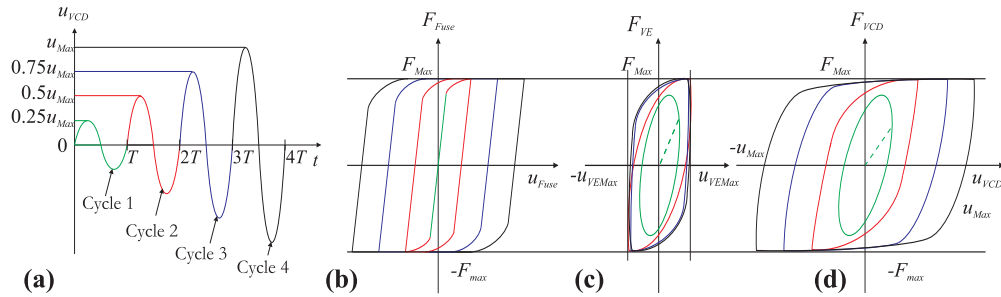 u_VCD
u_Max
0.75u_Max
0.5u_Max
0.25u_Max
0
T
2T
3T
4T
t
Cycle 1
Cycle 2
Cycle 3
Cycle 4
(a)
F_Fuse
F_Max
u_Fuse
(b)
-F_max
F_VE
F_Max
-u_VEMax
u_VEMax
(c)
F_VCD
F_Max
-u_Max
u_VCD
u_Max
(d)
-F_max